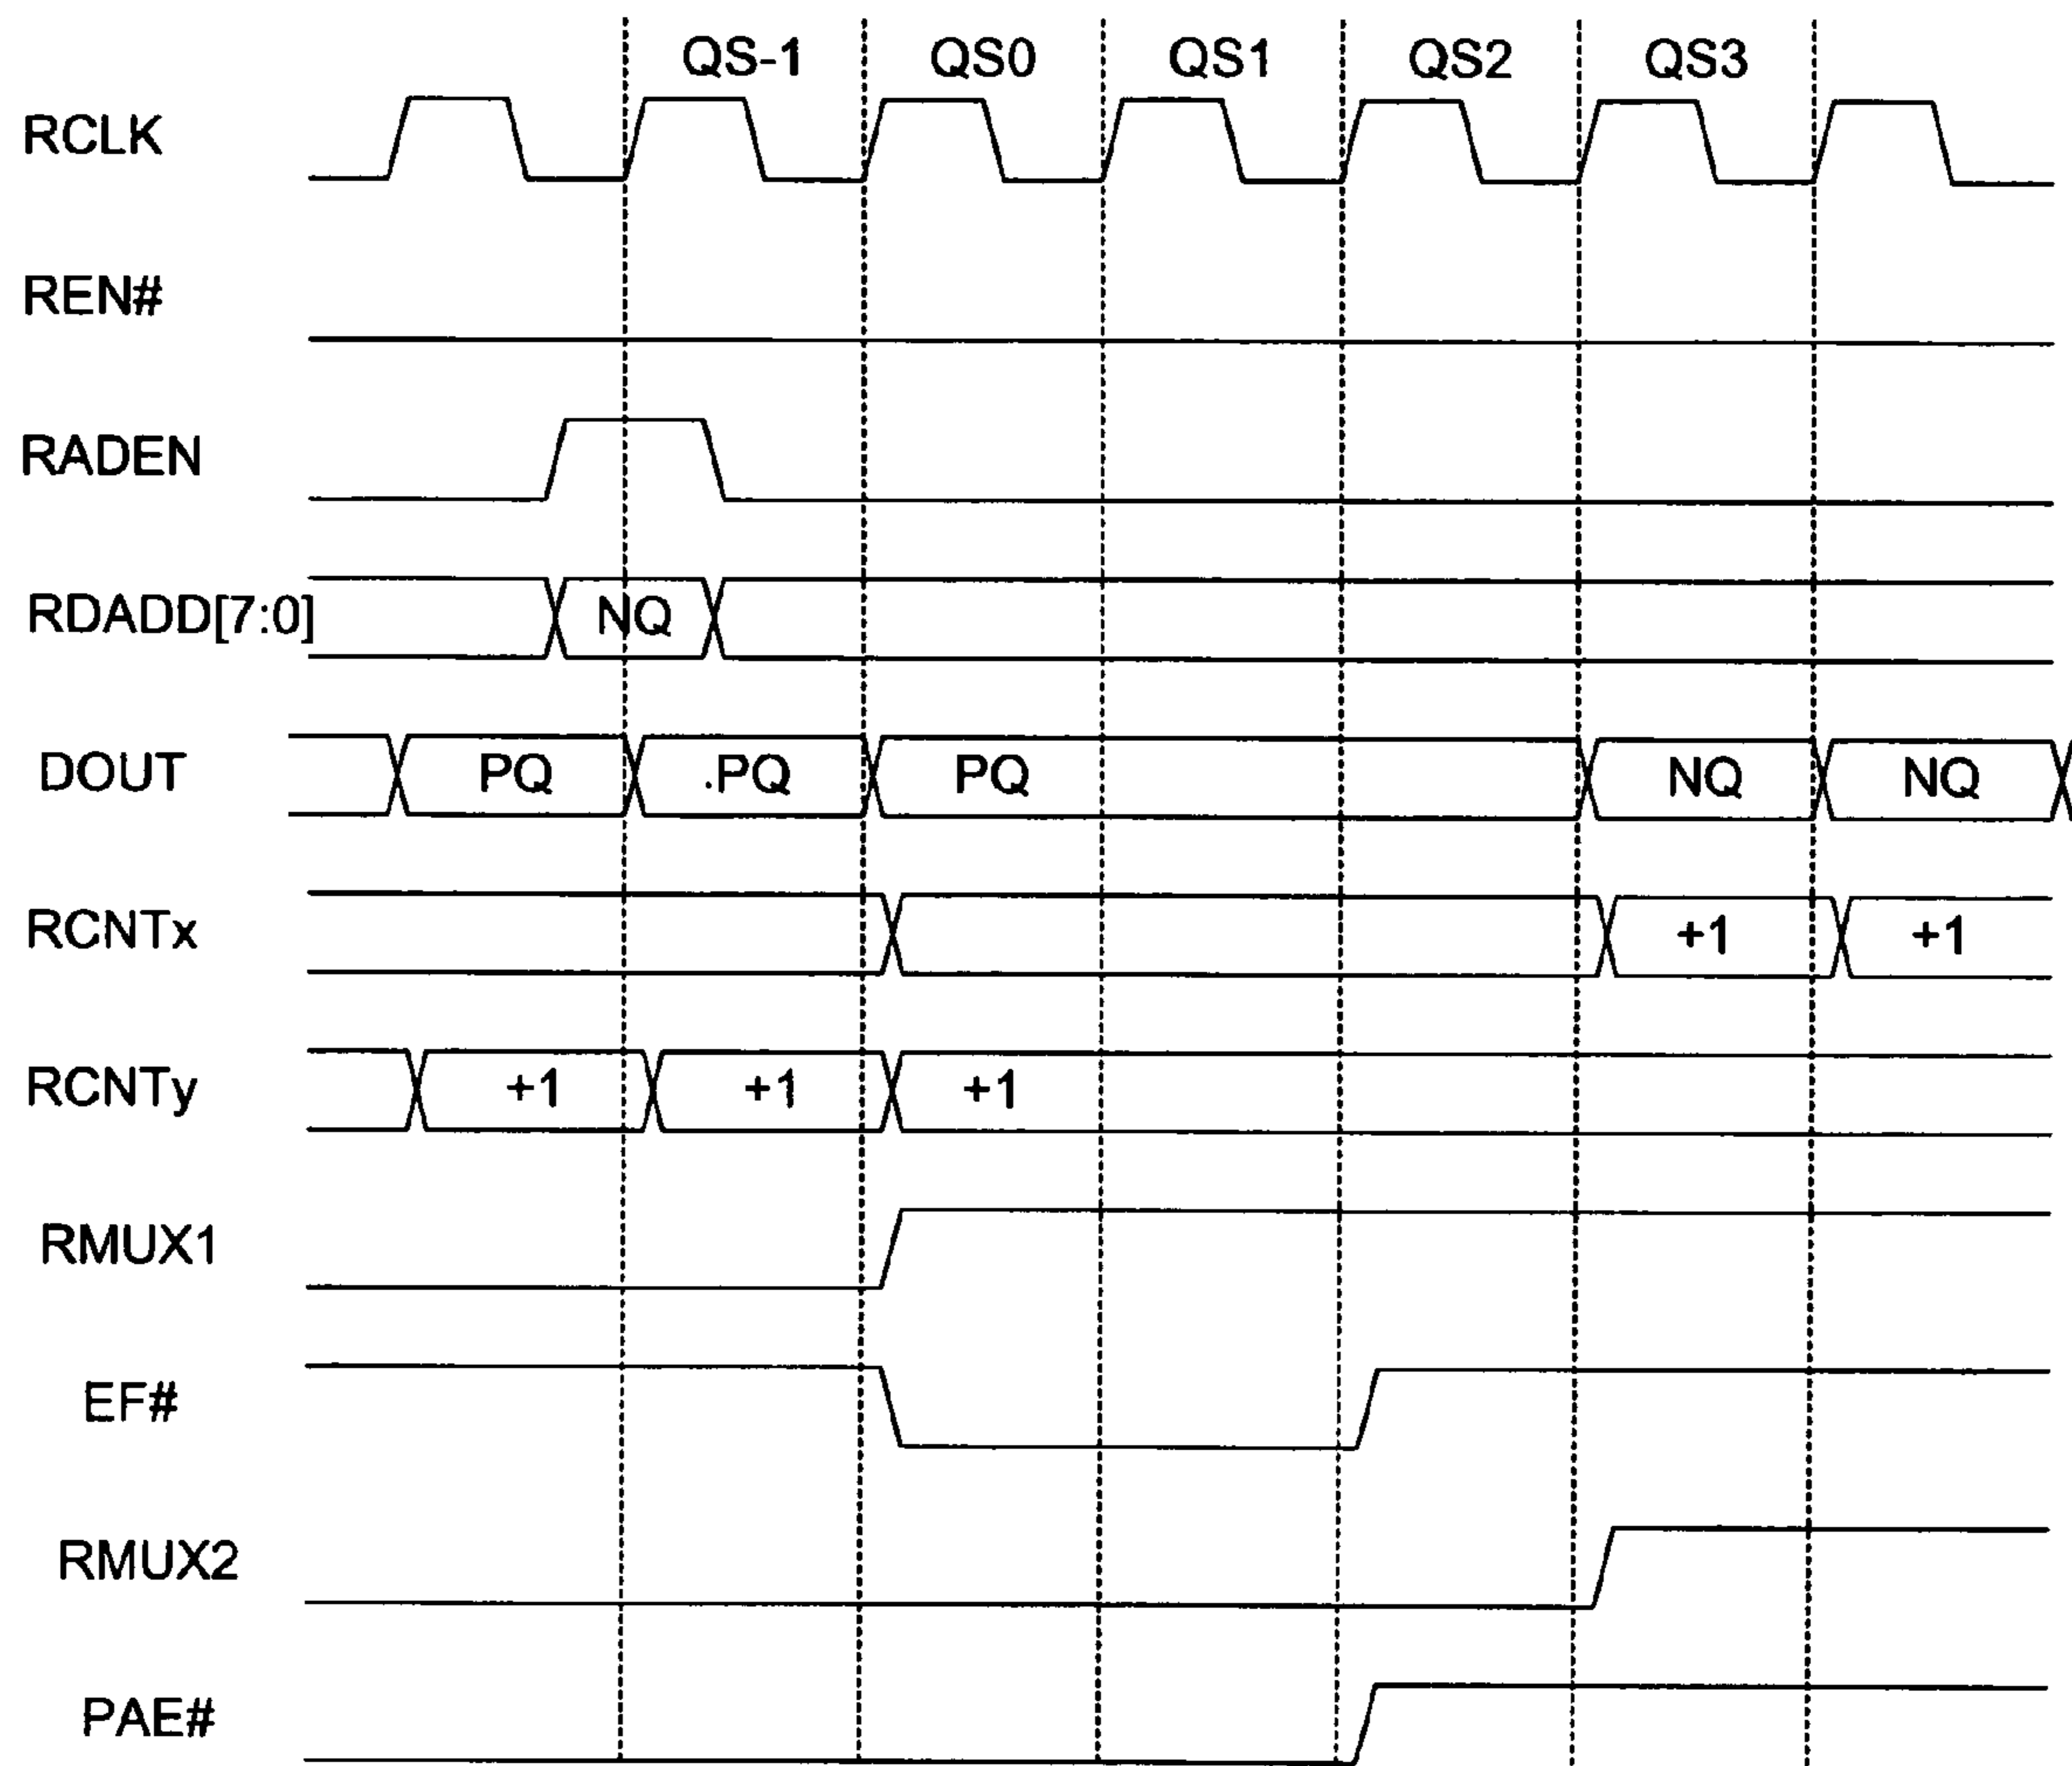 QS-1 QS0 QS1 QS2 QS3
RCLK
REN#
RADEN
RDADD[7:0] NQ
DOUT PQ .PQ PQ NQ NQ
RCNTx +1 +1
RCNTy +1 +1 +1
RMUX1
EF#
RMUX2
PAE#